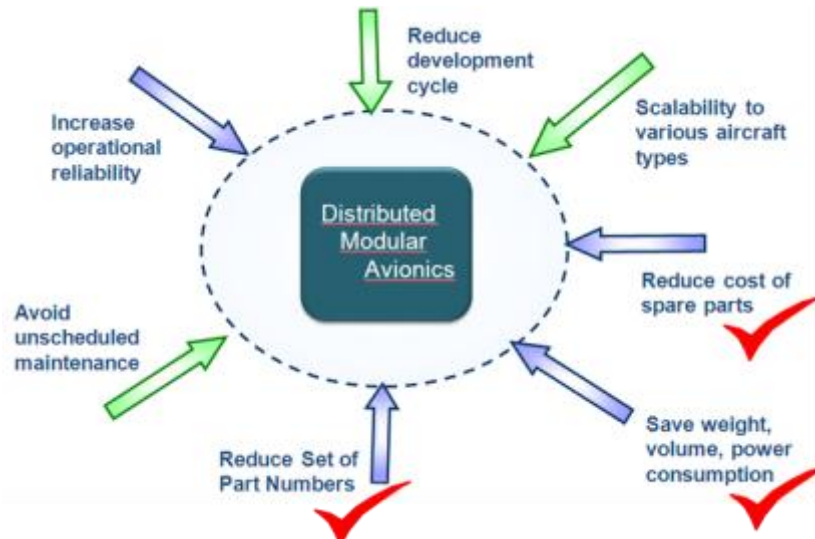 Reduce
development
cycle
Scalability to
various aircraft
types
Increase
operational
reliability
Distributed
Modular
Avionics
Reduce cost of
spare parts
Avoid
unscheduled
maintenance
Save weight,
volume, power
consumption
Reduce Set of
Part Numbers